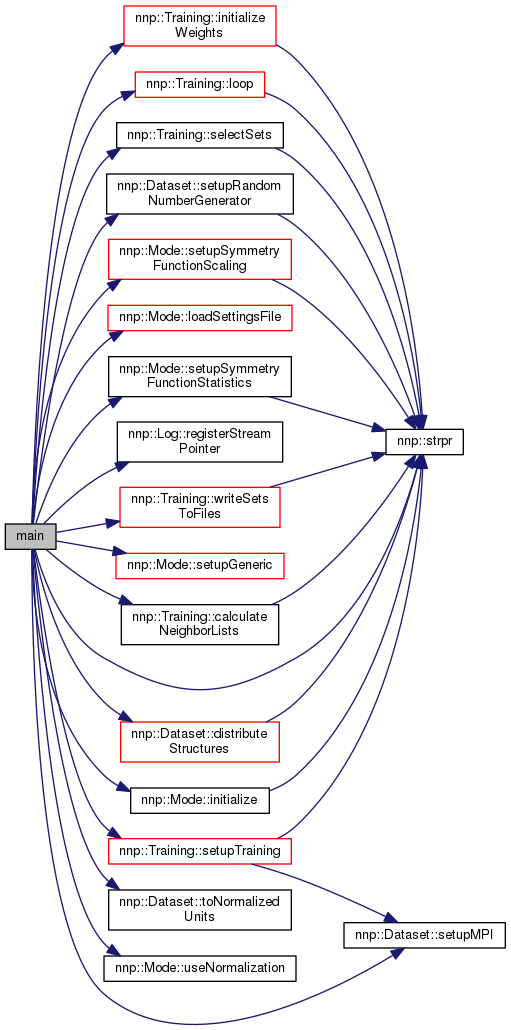 nnp::Training::initialize
Weights
nnp::Training::loop
nnp::Training::selectSets
nnp::Dataset::setupRandom
NumberGenerator
nnp::Mode::setupSymmetry
FunctionScaling
nnp::Mode::loadSettingsFile
nnp::Mode::setupSymmetry
FunctionStatistics
nnp::strpr
nnp::Log::registerStream
Pointer
nnp::Training::writeSets
ToFiles
main
nnp::Mode::setupGeneric
nnp::Training::calculate
NeighborLists
nnp::Dataset::distribute
Structures
nnp::Mode::initialize
nnp::Training::setupTraining
nnp::Dataset::toNormalized
Units
nnp::Dataset::setupMPI
nnp::Mode::useNormalization